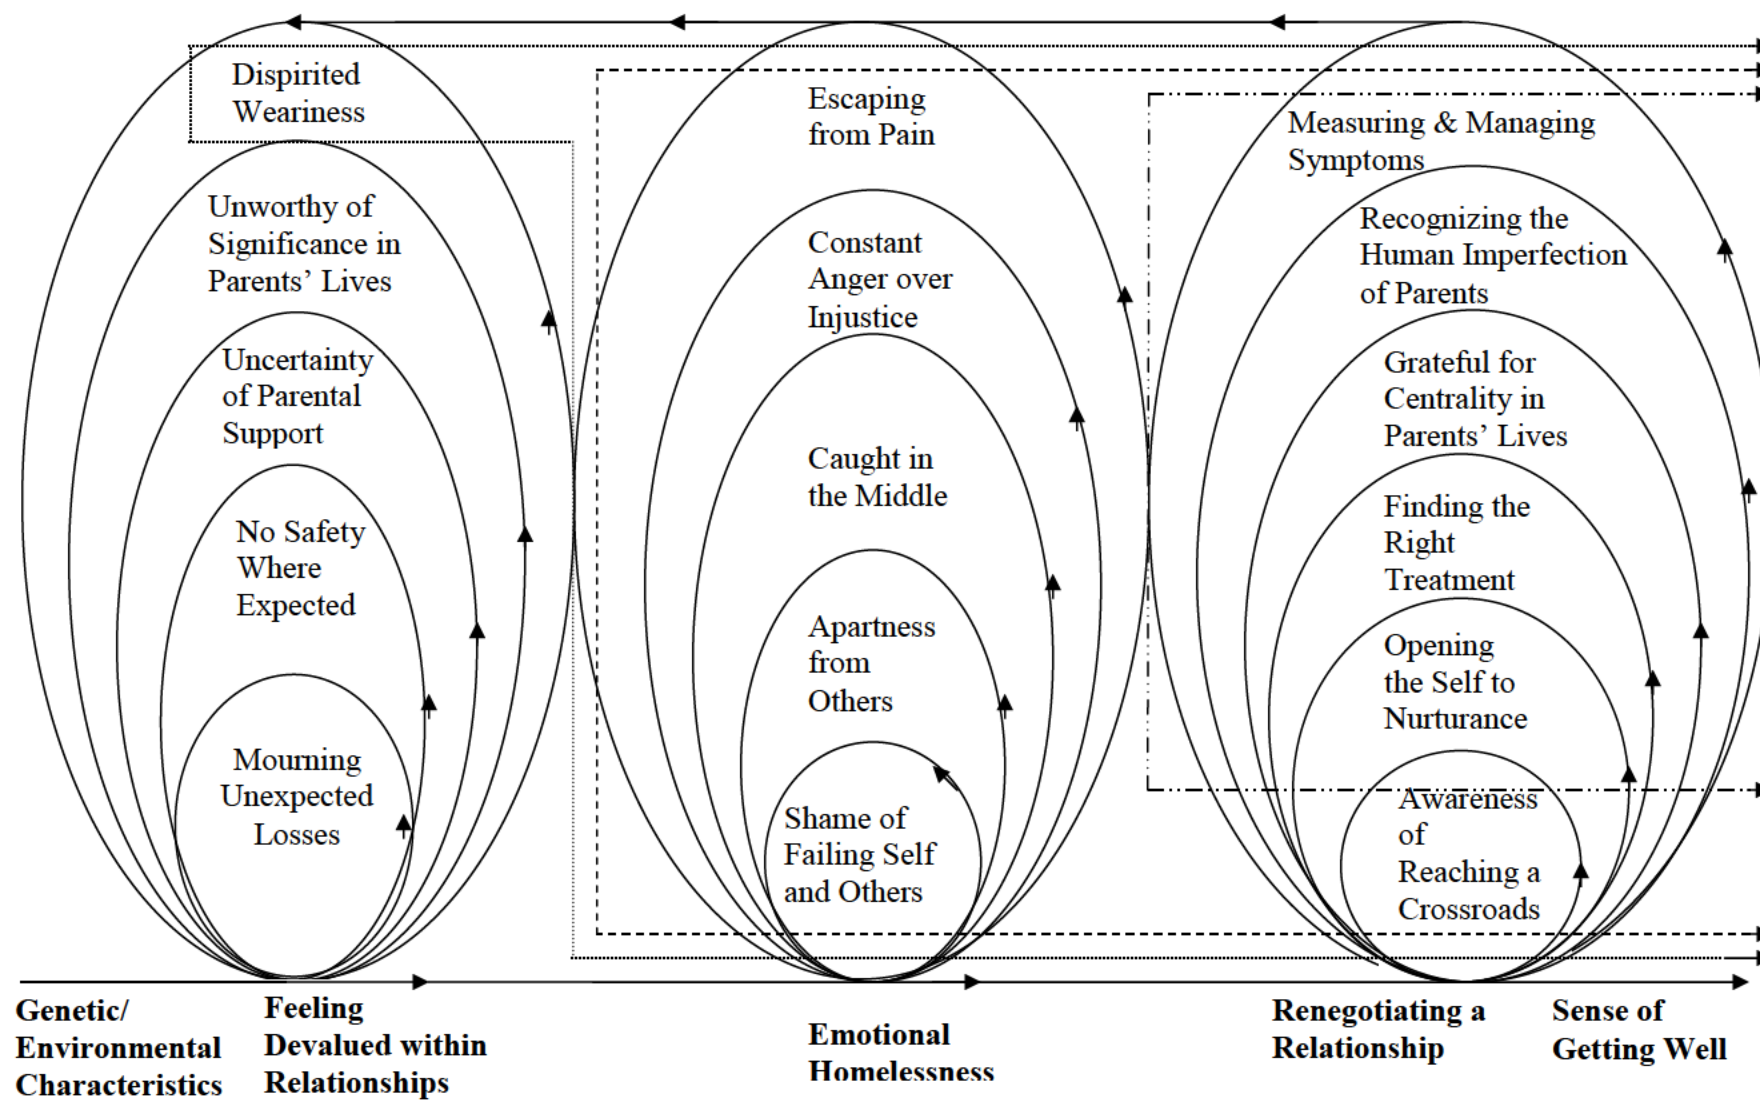 Dispirited
Weariness
Unworthy of
Significance in
Parents’ Lives
Uncertainty
of Parental
Support
No Safety
Where
Expected
Mourning
Unexpected
Losses
Escaping
from Pain
Constant
Anger over
Injustice
Caught in
the Middle
Apartness
from
Others
Shame of
Failing Self
and Others
Measuring & Managing
Symptoms
Recognizing the
Human Imperfection
of Parents
Grateful for
Centrality in
Parents’ Lives
Finding the
Right
Treatment
Opening
the Self to
Nurturance
Awareness
of
Reaching a
Crossroads
Genetic/
Environmental
Characteristics
Feeling
Devalued within
Relationships
Emotional
Homelessness
Renegotiating a
Relationship
Sense of
Getting Well